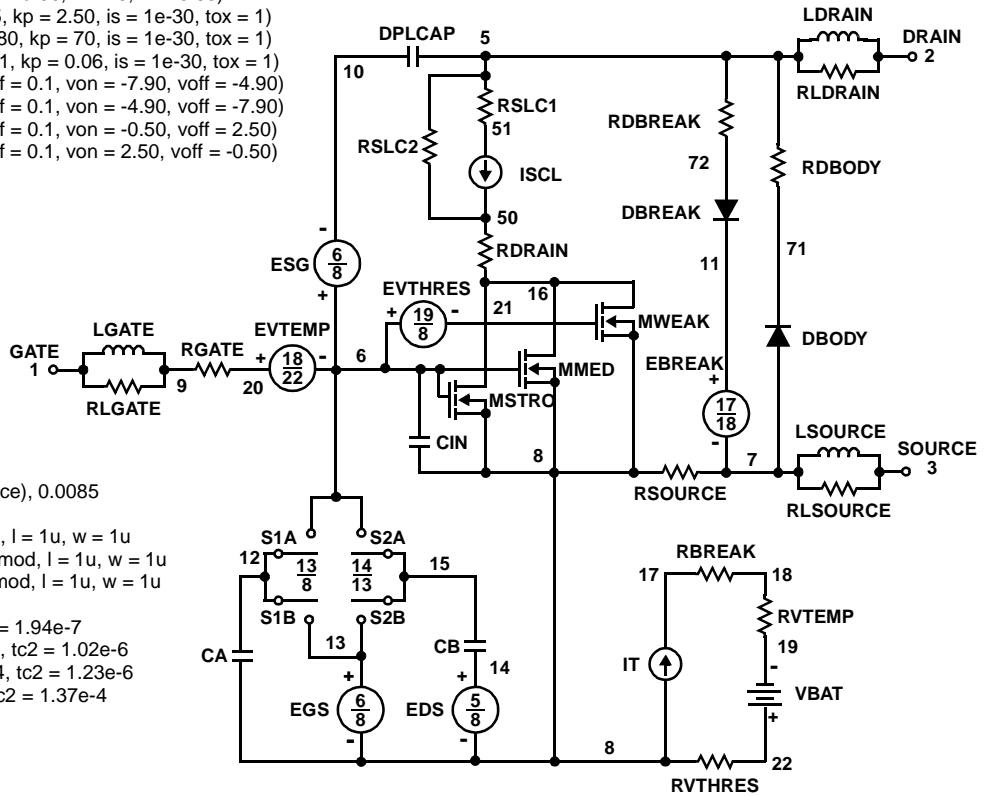 5, kp = 2.50, is = 1e-30, tox = 1)
80, kp = 70, is = 1e-30, tox = 1)
1, kp = 0.06, is = 1e-30, tox = 1)
f = 0.1, von = -7.90, voff = -4.90)
f = 0.1, von = -4.90, voff = -7.90)
f = 0.1, von = -0.50, voff = 2.50)
f = 0.1, von = 2.50, voff = -0.50)
DPLCAP
5
10
LDRAIN
DRAIN
2
RLDRAIN
RSLC1
51
RSLC2
ISCL
50
RDRAIN
RDBREAK
72
RDBODY
DBREAK
71
11
ESG
6
8
-
+
EVTHRES
+
19
8
-
21
16
MWEAK
DBODY
LGATE
GATE
1
RLGATE
9
RGATE
20
EVTEMP
+
18
22
-
6
MMED
MSTRO
EBREAK
+
17
18
-
CIN
8
RSOURCE
7
LSOURCE
SOURCE
3
RLSOURCE
ce), 0.0085
, l = 1u, w = 1u
mod, l = 1u, w = 1u
mod, l = 1u, w = 1u
= 1.94e-7
, tc2 = 1.02e-6
4, tc2 = 1.23e-6
c2 = 1.37e-4
S1A
S2A
12
13
8
14
13
15
S1B
S2B
13
CA
CB
14
+
EGS
6
8
-
+
EDS
5
8
-
8
17
RBREAK
18
RVTEMP
19
IT
-
VBAT
+
22
RVTHRES